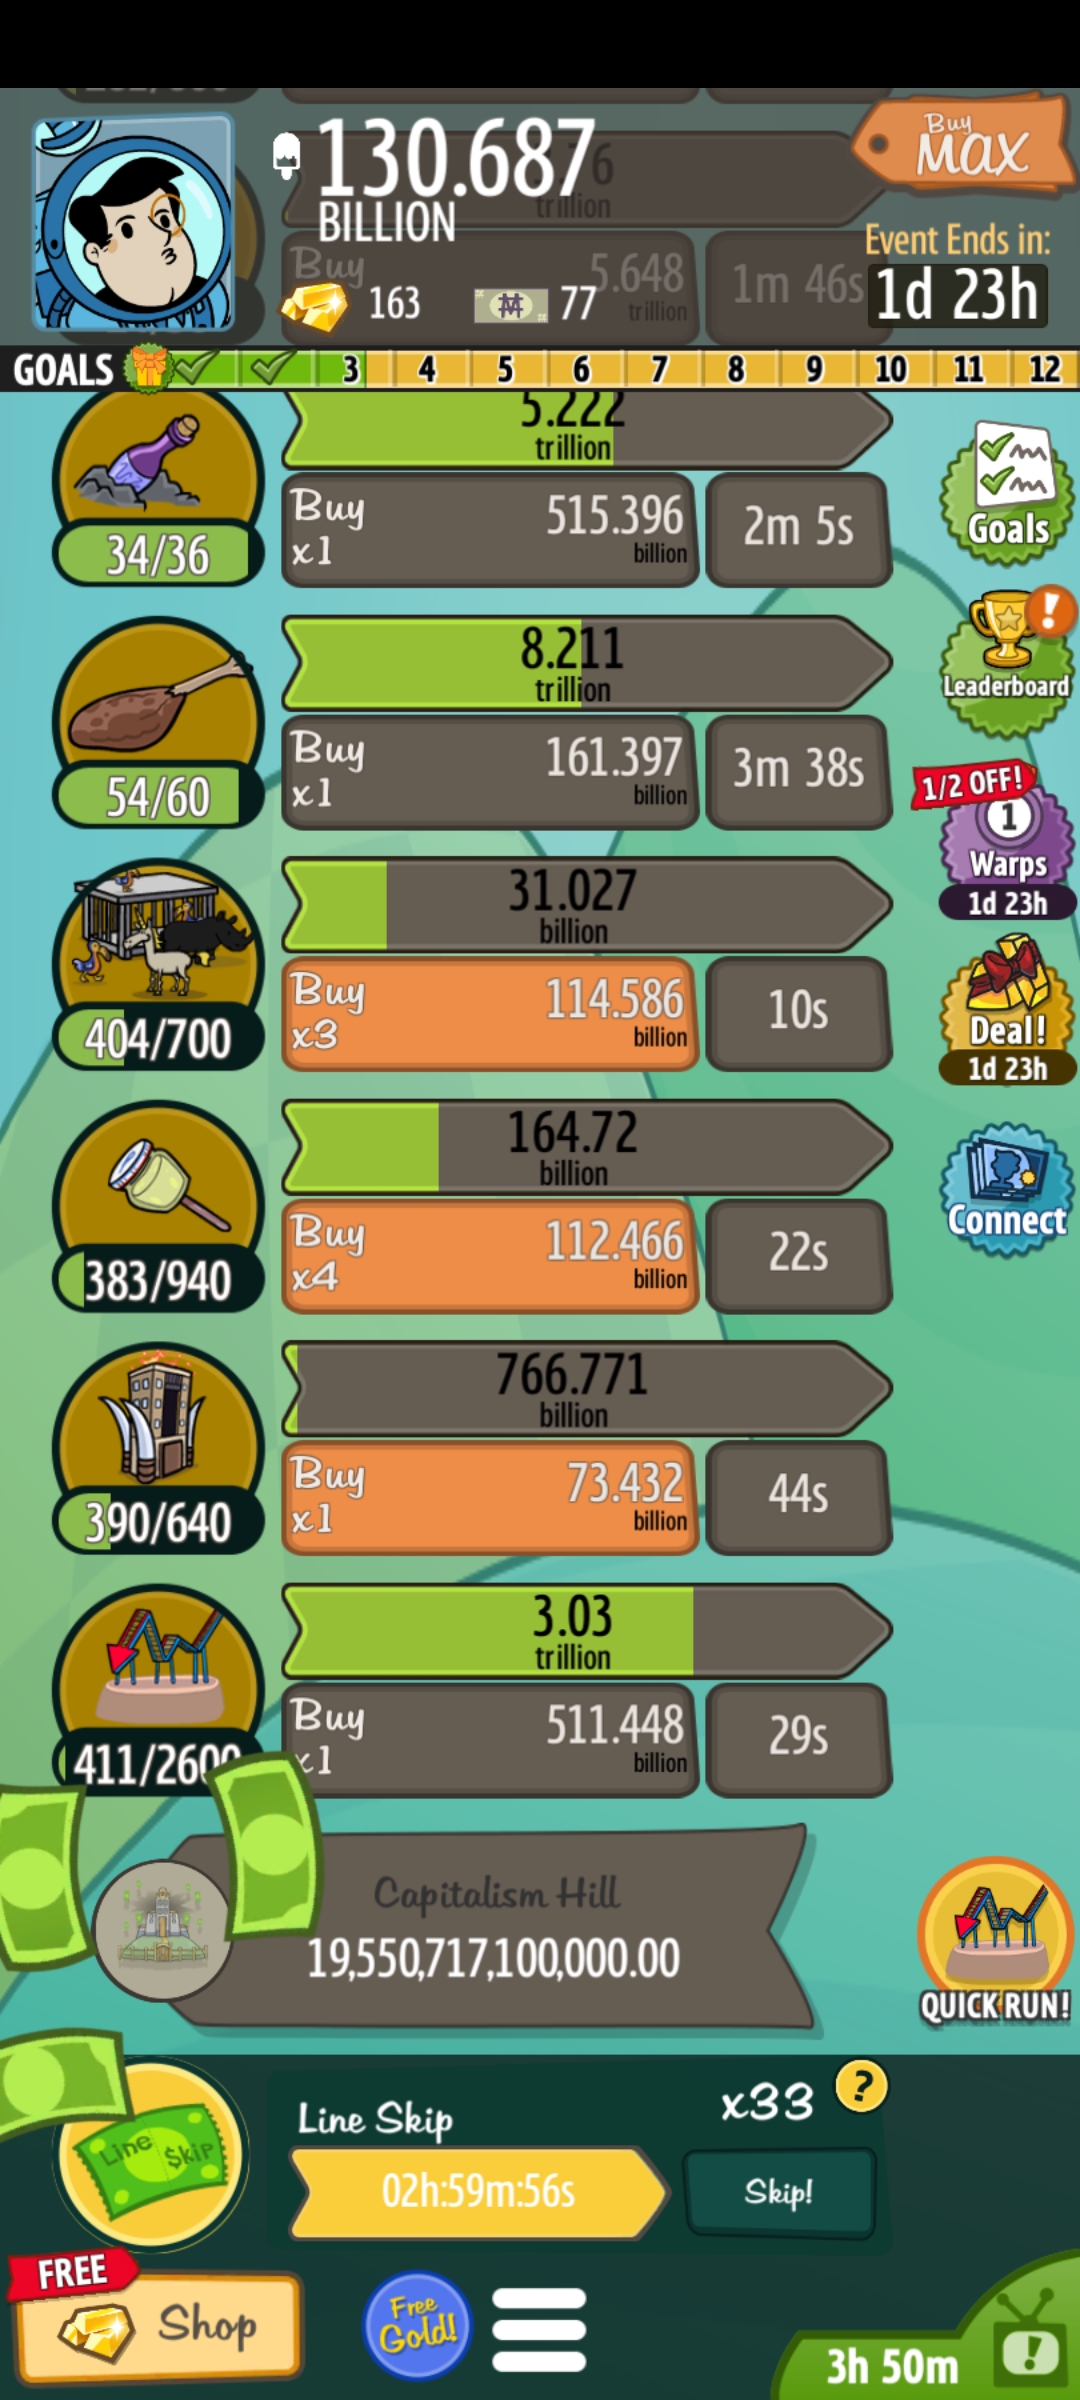 130.687
BILLION
163
77
Buy
MAX
Event Ends in:
1d 23h
6
trillion
Buy
5.648
trillion
1m 46s
GOALS
3
4
5
6
7
8
9
10
11
12
5.222
trillion
34/36
Buy
x1
515.396
billion
2m 5s
Goals
8.211
trillion
54/60
Buy
x1
161.397
billion
3m 38s
Leaderboard
!
1/2 OFF!
1
Warps
1d 23h
31.027
billion
404/700
Buy
x3
114.586
billion
10s
Deal!
1d 23h
164.72
billion
383/940
Buy
x4
112.466
billion
22s
Connect
766.771
billion
390/640
Buy
x1
73.432
billion
44s
3.03
trillion
411/2600
Buy
x1
511.448
billion
29s
Capitalism Hill
19,550,717,100,000.00
QUICK RUN!
Line $kip
Line Skip
x33
?
02h:59m:56s
Skip!
FREE
Shop
Free
Gold!
3h 50m
!